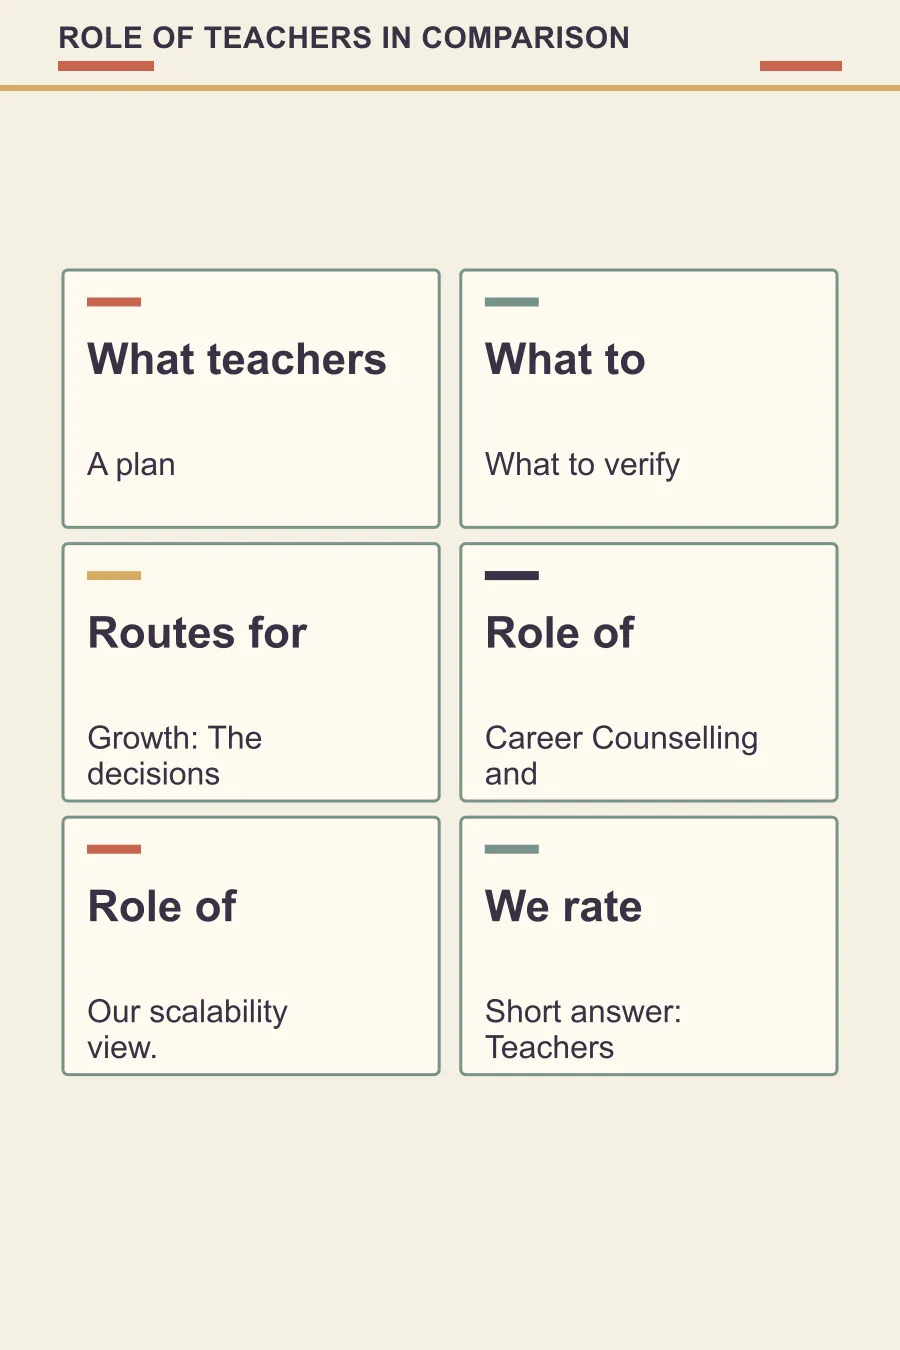 ROLE OF TEACHERS IN COMPARISON
What teachers
A plan
What to
What to verify
Routes for
Growth: The
decisions
Role of
Career Counselling
and
Role of
Our scalability
view.
We rate
Short answer:
Teachers